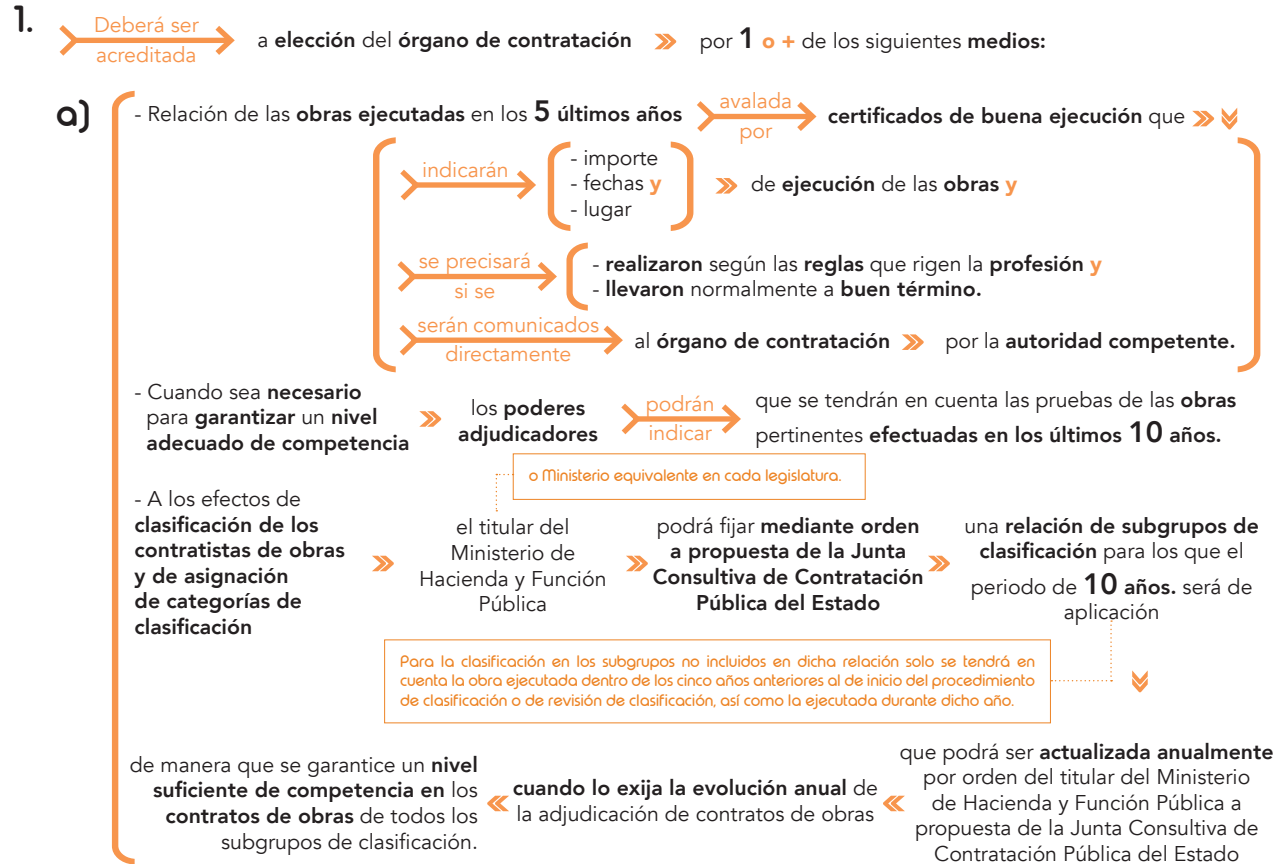 1.
Deberá ser
acreditada
a elección del órgano de contratación » por 1 o + de los siguientes medios:
a)
- Relación de las obras ejecutadas en los 5 últimos años
avalada
por
certificados de buena ejecución que »
indicarán
- importe
- fechas y
- lugar
» de ejecución de las obras y
se precisará
si se
- realizaron según las reglas que rigen la profesión y
- llevaron normalmente a buen término.
serán comunicados
directamente
al órgano de contratación » por la autoridad competente.
- Cuando sea necesario
para garantizar un nivel
adecuado de competencia
»
los poderes
adjudicadores
podrán
indicar
que se tendrán en cuenta las pruebas de las obras
pertinentes efectuadas en los últimos 10 años.
o Ministerio equivalente en cada legislatura.
- A los efectos de
clasificación de los
contratistas de obras
y de asignación
de categorías de
clasificación
»
el titular del
Ministerio de
Hacienda y Función
Pública
»
podrá fijar mediante orden
a propuesta de la Junta
Consultiva de Contratación
Pública del Estado
»
una relación de subgrupos de
clasificación para los que el
periodo de 10 años. será de
aplicación
Para la clasificación en los subgrupos no incluidos en dicha relación solo se tendrá en
cuenta la obra ejecutada dentro de los cinco años anteriores al de inicio del procedimiento
de clasificación o de revisión de clasificación, así como la ejecutada durante dicho año.
que podrá ser actualizada anualmente
por orden del titular del Ministerio
de Hacienda y Función Pública a
propuesta de la Junta Consultiva de
Contratación Pública del Estado
«
cuando lo exija la evolución anual de
la adjudicación de contratos de obras
«
de manera que se garantice un nivel
suficiente de competencia en los
contratos de obras de todos los
subgrupos de clasificación.